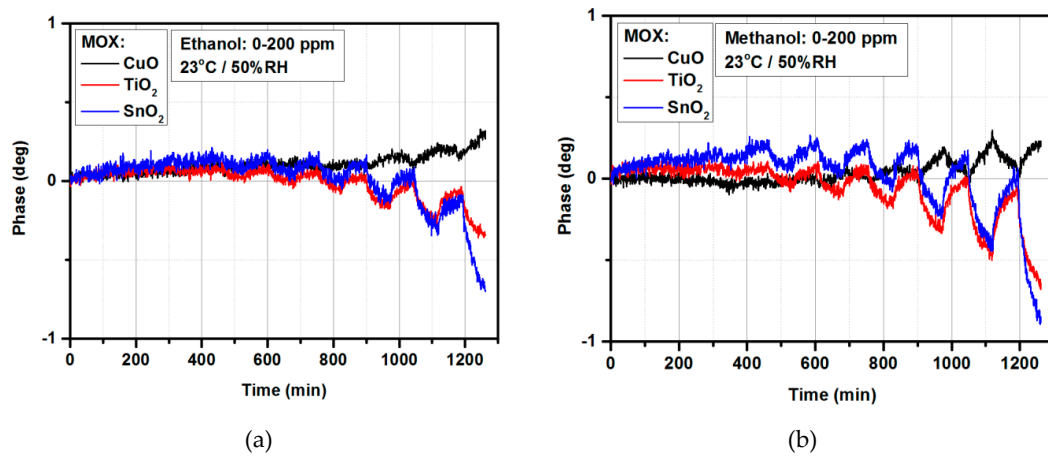 1
MOX:
CuO
TiO2
SnO2
Ethanol: 0-200 ppm
23°C / 50%RH
Phase (deg)
0
-1
0 200 400 600 800 1000 1200
Time (min)
(a)
1
MOX:
CuO
TiO2
SnO2
Methanol: 0-200 ppm
23°C / 50%RH
Phase (deg)
0
-1
0 200 400 600 800 1000 1200
Time (min)
(b)